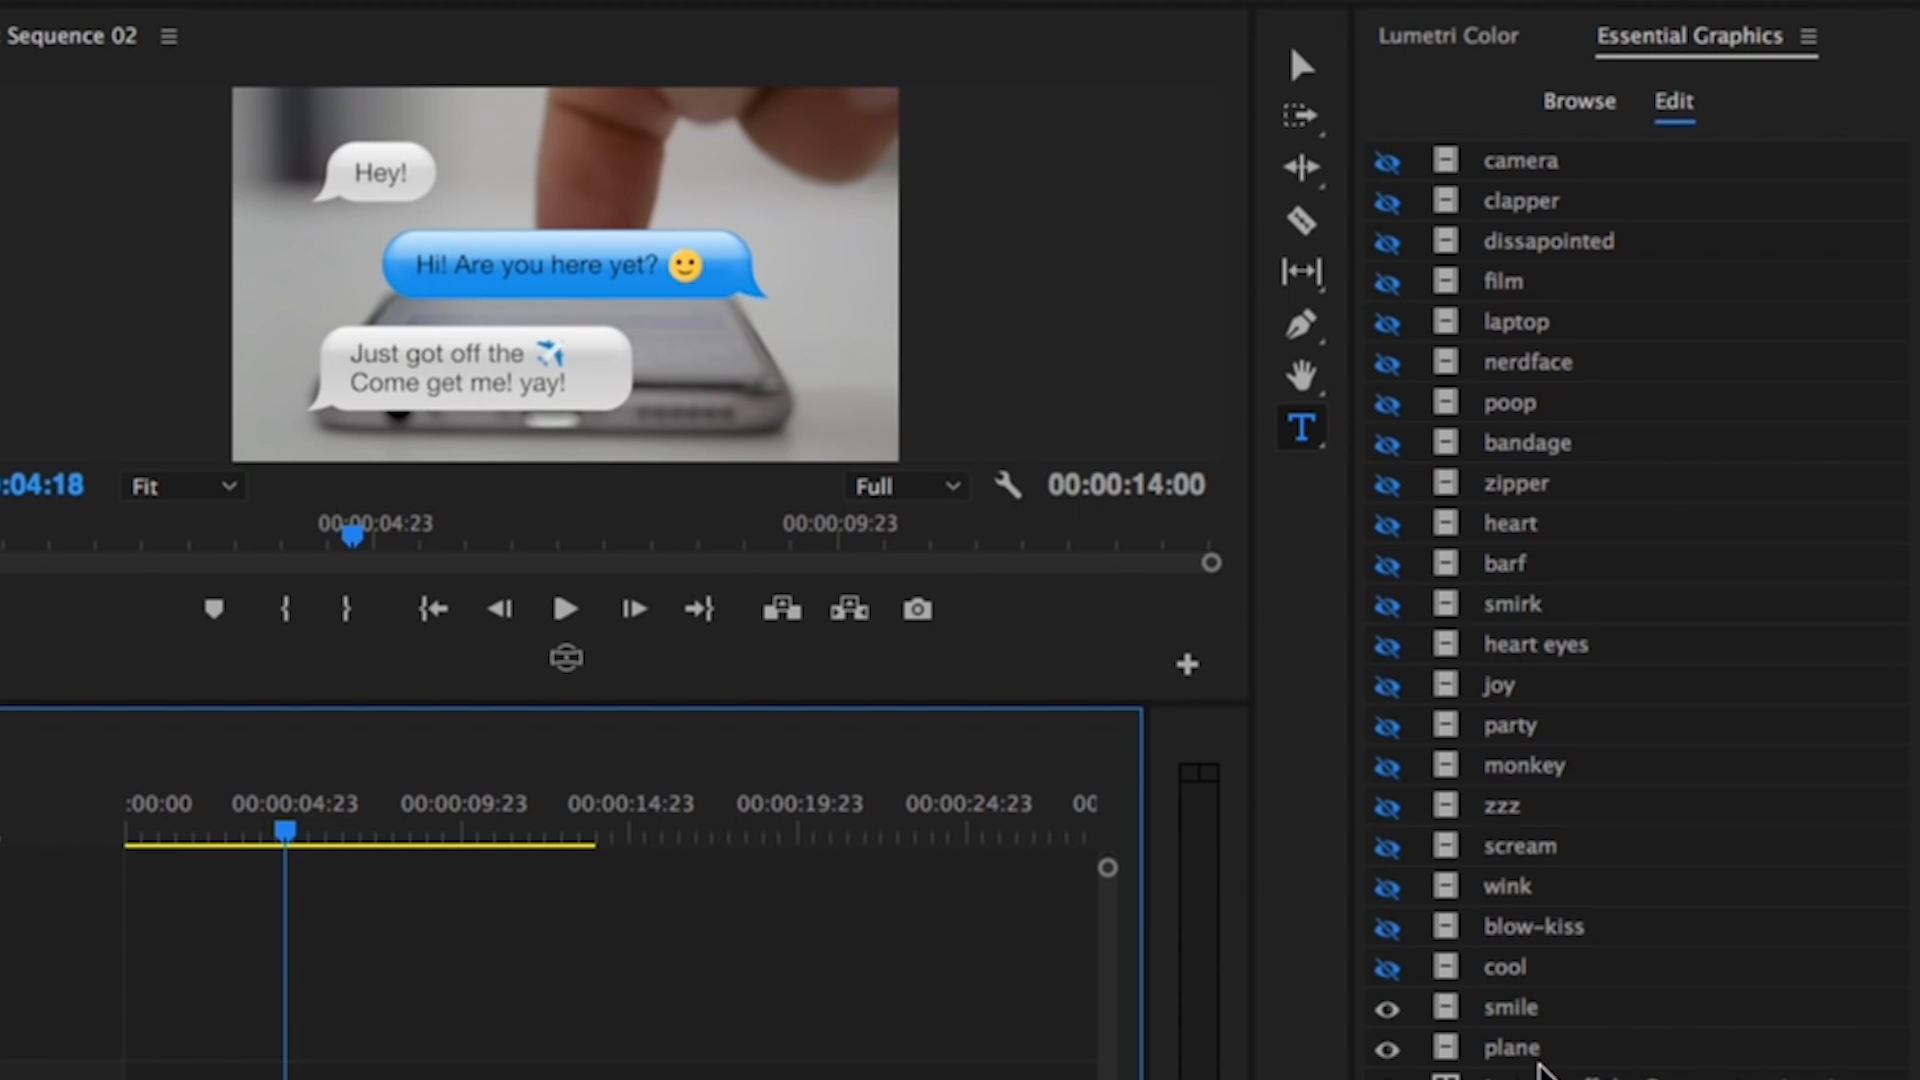 Sequence 02
Lumetri Color
Essential Graphics
Browse
Edit
Hey!
Hi! Are you here yet?
Just got off the
Come get me! yay!
:04:18
Fit
Full
00:00:14:00
00:00:04:23
00:00:09:23
:00:00
00:00:04:23
00:00:09:23
00:00:14:23
00:00:19:23
00:00:24:23
00
camera
clapper
dissapointed
film
laptop
nerdface
poop
bandage
zipper
heart
barf
smirk
heart eyes
joy
party
monkey
zzz
scream
wink
blow-kiss
cool
smile
plane